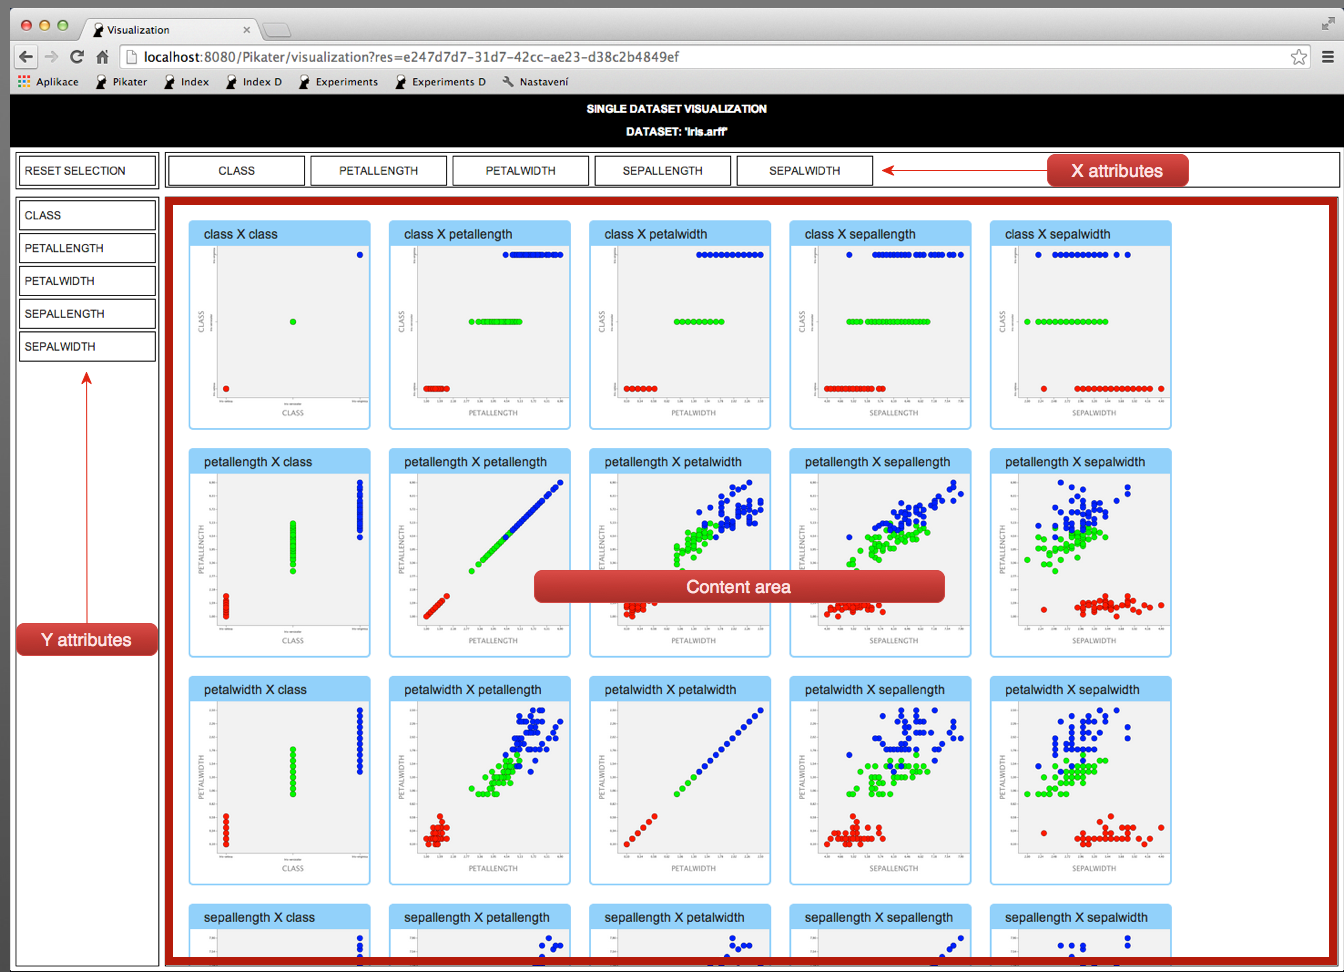 Visualization
localhost:8080/Pikater/visualization?res=e247d7d7-31d7-42cc-ae23-d38c2b4849ef
Aplikace Pikater Index Index D Experiments Experiments D Nastavení
SINGLE DATASET VISUALIZATION
DATASET: 'iris.arff'
RESET SELECTION CLASS PETALLENGTH PETALWIDTH SEPALLENGTH SEPALWIDTH X attributes
CLASS
PETALLENGTH
PETALWIDTH
SEPALLENGTH
SEPALWIDTH
Y attributes
class X class class X petallength class X petalwidth class X sepallength class X sepalwidth
CLASS CLASS CLASS CLASS CLASS
CLASS PETALLENGTH PETALWIDTH SEPALLENGTH SEPALWIDTH
petallength X class petallength X petallength petallength X petalwidth petallength X sepallength petallength X sepalwidth
PETALLENGTH PETALLENGTH PETALLENGTH PETALLENGTH PETALLENGTH
Content area
CLASS PETALLENGTH PETALWIDTH SEPALLENGTH SEPALWIDTH
petalwidth X class petalwidth X petallength petalwidth X petalwidth petalwidth X sepallength petalwidth X sepalwidth
PETALWIDTH PETALWIDTH PETALWIDTH PETALWIDTH PETALWIDTH
CLASS PETALLENGTH PETALWIDTH SEPALLENGTH SEPALWIDTH
sepallength X class sepallength X petallength sepallength X petalwidth sepallength X sepallength sepallength X sepalwidth